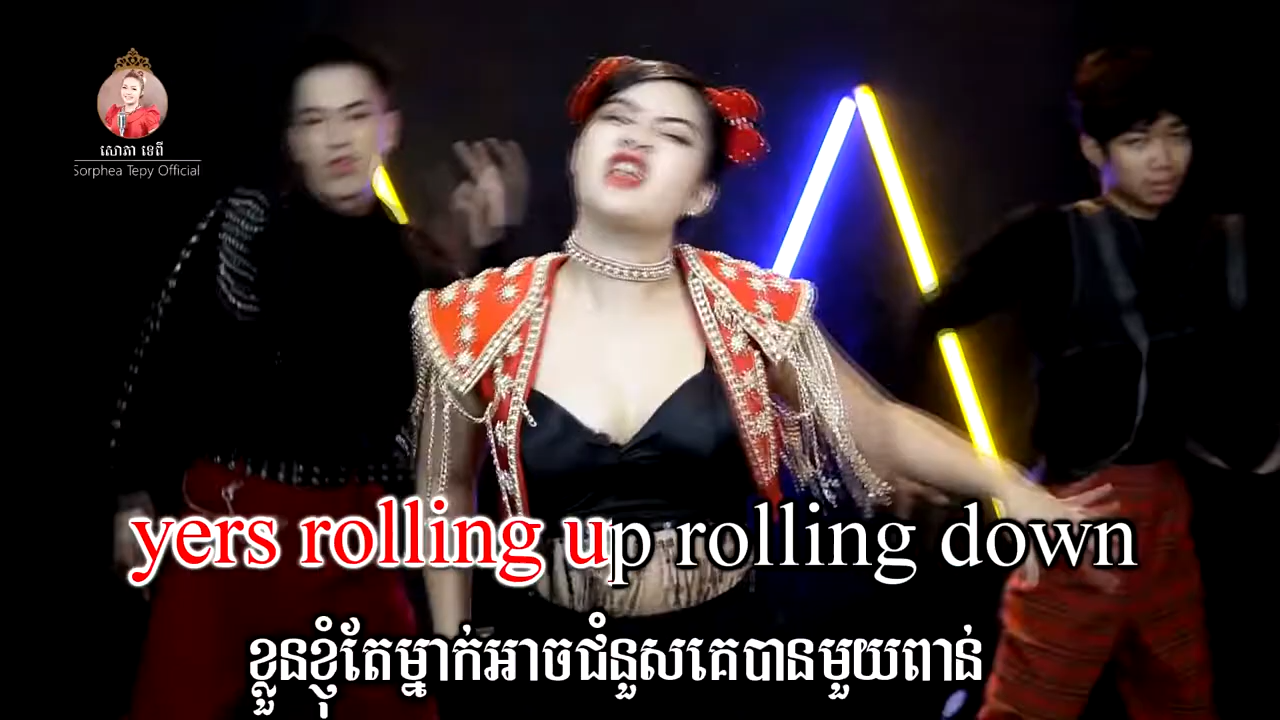 សោភា ទេពី
Sorphea Tepy Official
yers rolling up rolling down
ខ្លួនខ្ញុំតែម្នាក់អាចជំនួសគេបានមួយពាន់